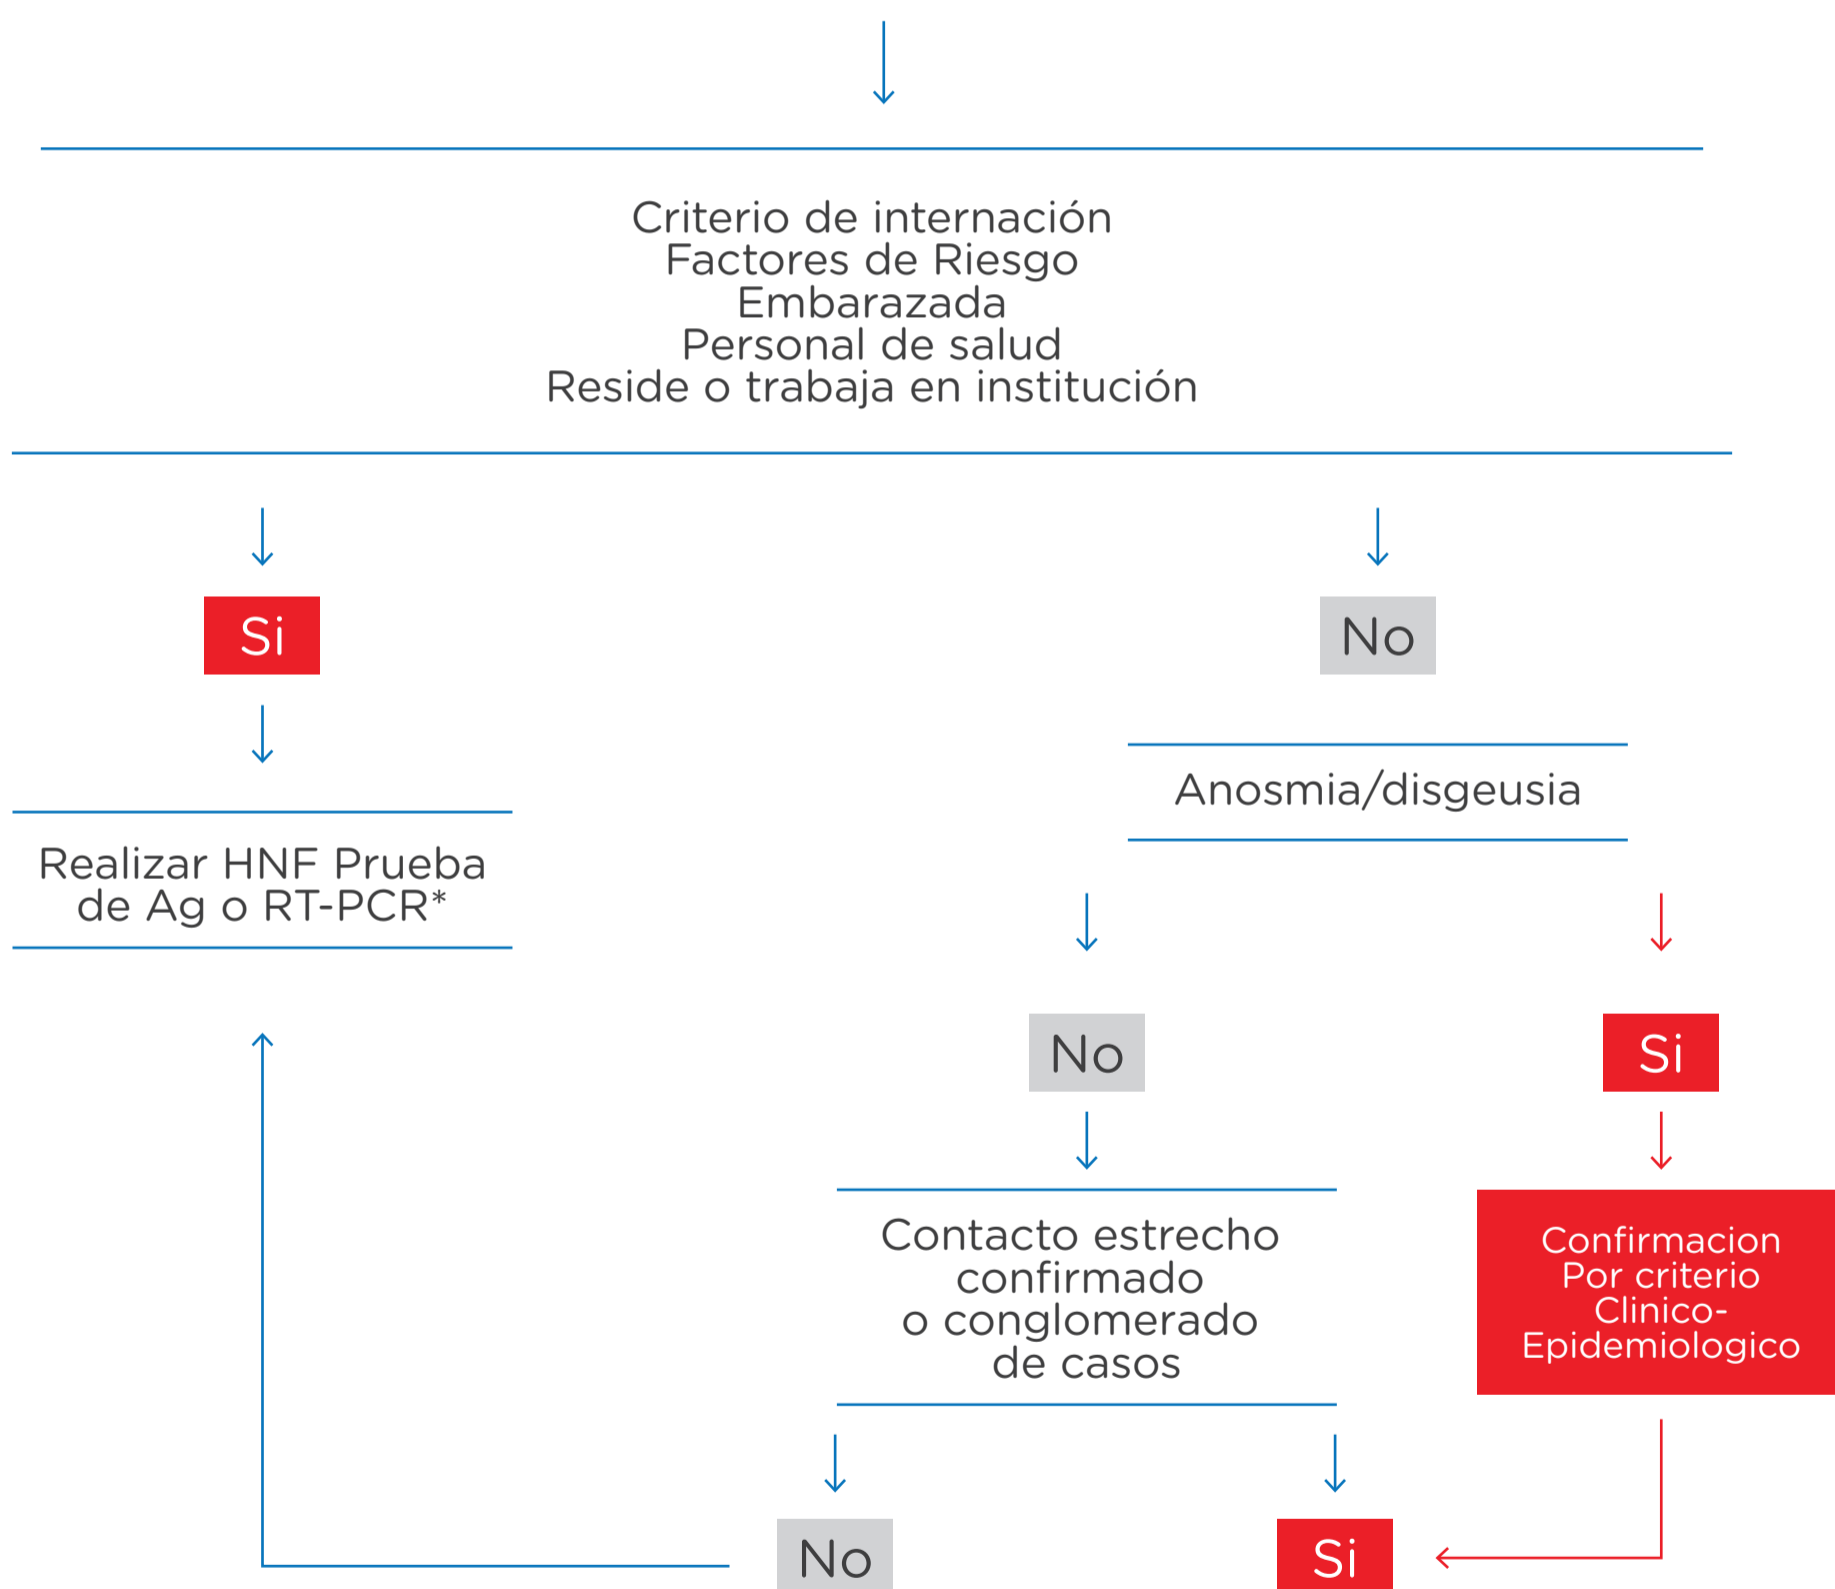 Criterio de internación
Factores de Riesgo
Embarazada
Personal de salud
Reside o trabaja en institución
Si
No
Anosmia/disgeusia
Realizar HNF Prueba
de Ag o RT-PCR*
No
Si
Contacto estrecho
confirmado
o conglomerado
de casos
Confirmacion
Por criterio
Clinico-
Epidemiologico
No
Si